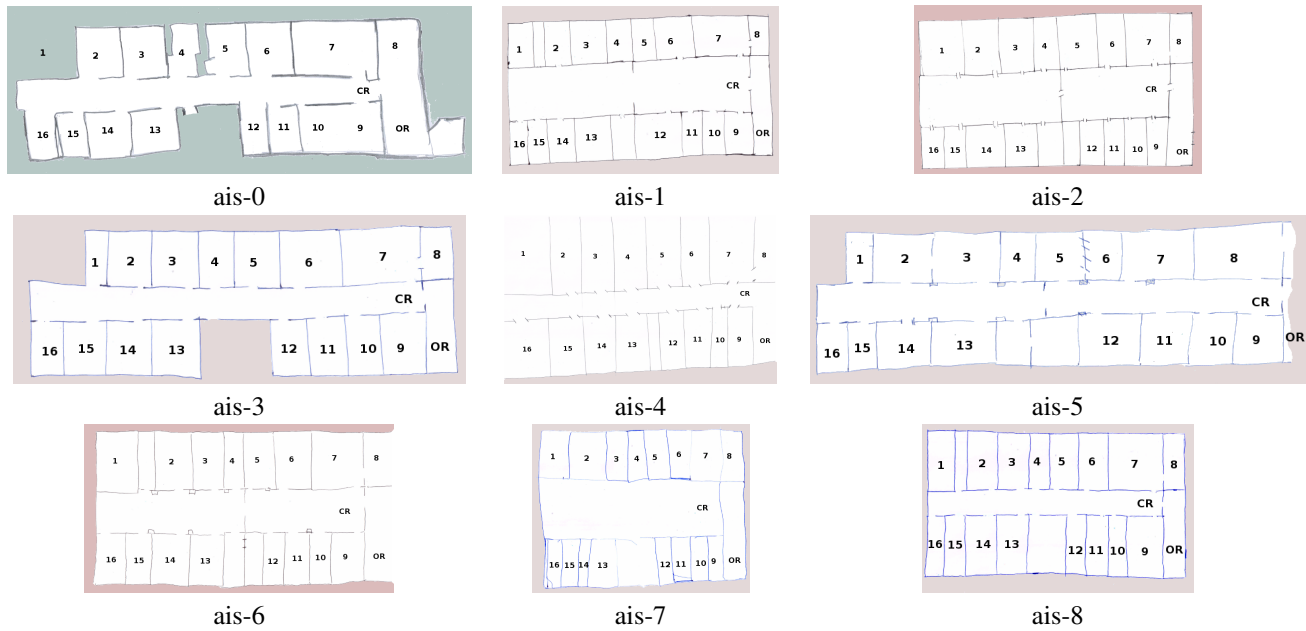 1 2 3 4 5 6 7 8
CR
16 15 14 13 12 11 10 9 OR
ais-0
1 2 3 4 5 6 7 8
CR
16 15 14 13 12 11 10 9 OR
ais-1
1 2 3 4 5 6 7 8
CR
16 15 14 13 12 11 10 9 OR
ais-2
1 2 3 4 5 6 7 8
CR
16 15 14 13 12 11 10 9 OR
ais-3
1 2 3 4 5 6 7 8
CR
16 15 14 13 12 11 10 9 OR
ais-4
1 2 3 4 5 6 7 8
CR
16 15 14 13 12 11 10 9 OR
ais-5
1 2 3 4 5 6 7 8
CR
16 15 14 13 12 11 10 9 OR
ais-6
1 2 3 4 5 6 7 8
CR
16 15 14 13 12 11 10 9 OR
ais-7
1 2 3 4 5 6 7 8
CR
16 15 14 13 12 11 10 9 OR
ais-8